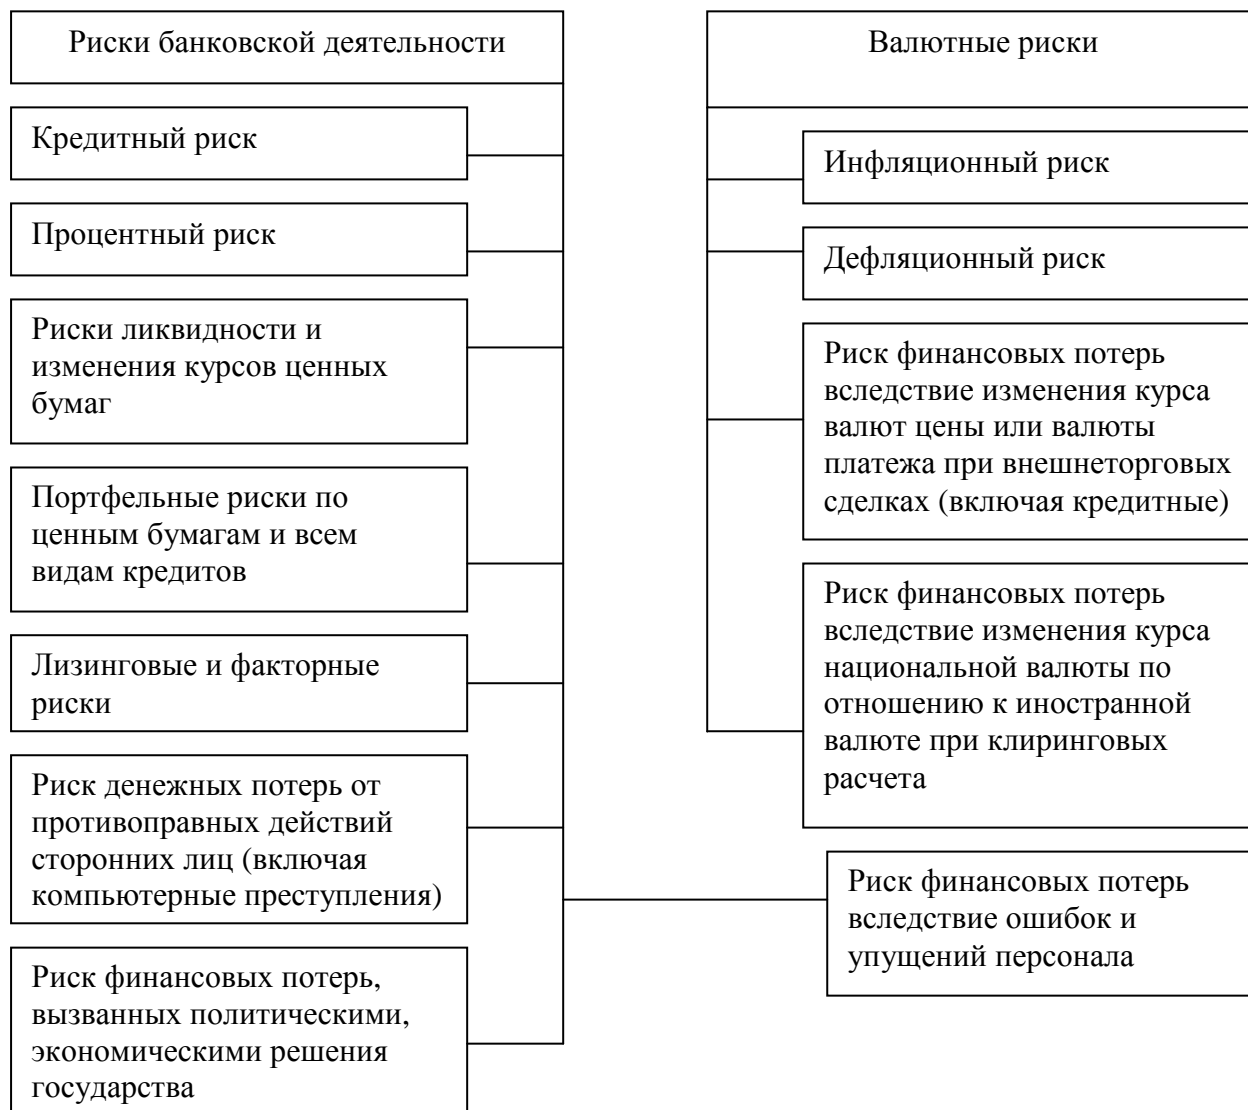 Риски банковской деятельности
Кредитный риск
Процентный риск
Риски ликвидности и
изменения курсов ценных
бумаг
Портфельные риски по
ценным бумагам и всем
видам кредитов
Лизинговые и факторные
риски
Риск денежных потерь от
противоправных действий
сторонних лиц (включая
компьютерные преступления)
Риск финансовых потерь,
вызванных политическими,
экономическими решения
государства
Валютные риски
Инфляционный риск
Дефляционный риск
Риск финансовых потерь
вследствие изменения курса
валют цены или валюты
платежа при внешнеторговых
сделках (включая кредитные)
Риск финансовых потерь
вследствие изменения курса
национальной валюты по
отношению к иностранной
валюте при клиринговых
расчета
Риск финансовых потерь
вследствие ошибок и
упущений персонала